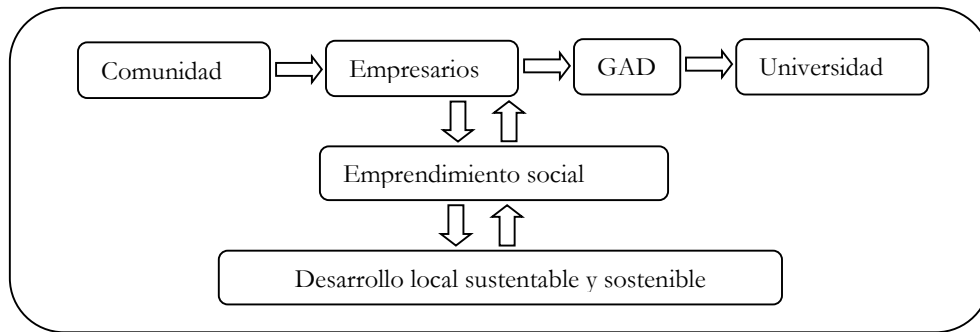 Comunidad
Empresarios
GAD
Universidad
Emprendimiento social
Desarrollo local sustentable y sostenible